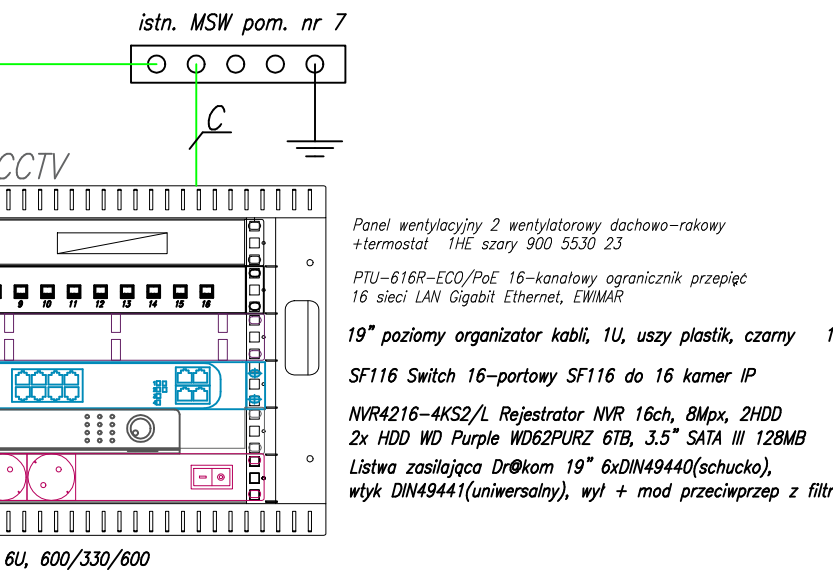 istn. MSW pom. nr 7
C
CCTV
Panel wentylacyjny 2 wentylatorowy dachowo-rakowy
+termostat 1HE szary 900 5530 23
PTU-616R-ECO/PoE 16-kanałowy ogranicznik przepięć
16 sieci LAN Gigabit Ethernet, EWIMAR
9 10 11 12 13 14 15 16
19" poziomy organizator kabli, 1U, uszy plastik, czarny 1
SF116 Switch 16-portowy SF116 do 16 kamer IP
NVR4216-4KS2/L Rejestrator NVR 16ch, 8Mpx, 2HDD
2x HDD WD Purple WD62PURZ 6TB, 3.5" SATA III 128MB
Listwa zasilająca Dr@kom 19" 6xDIN49440(schucko),
wtyk DIN49441(uniwersalny), wył + mod przeciwprzep z filtr
6U, 600/330/600